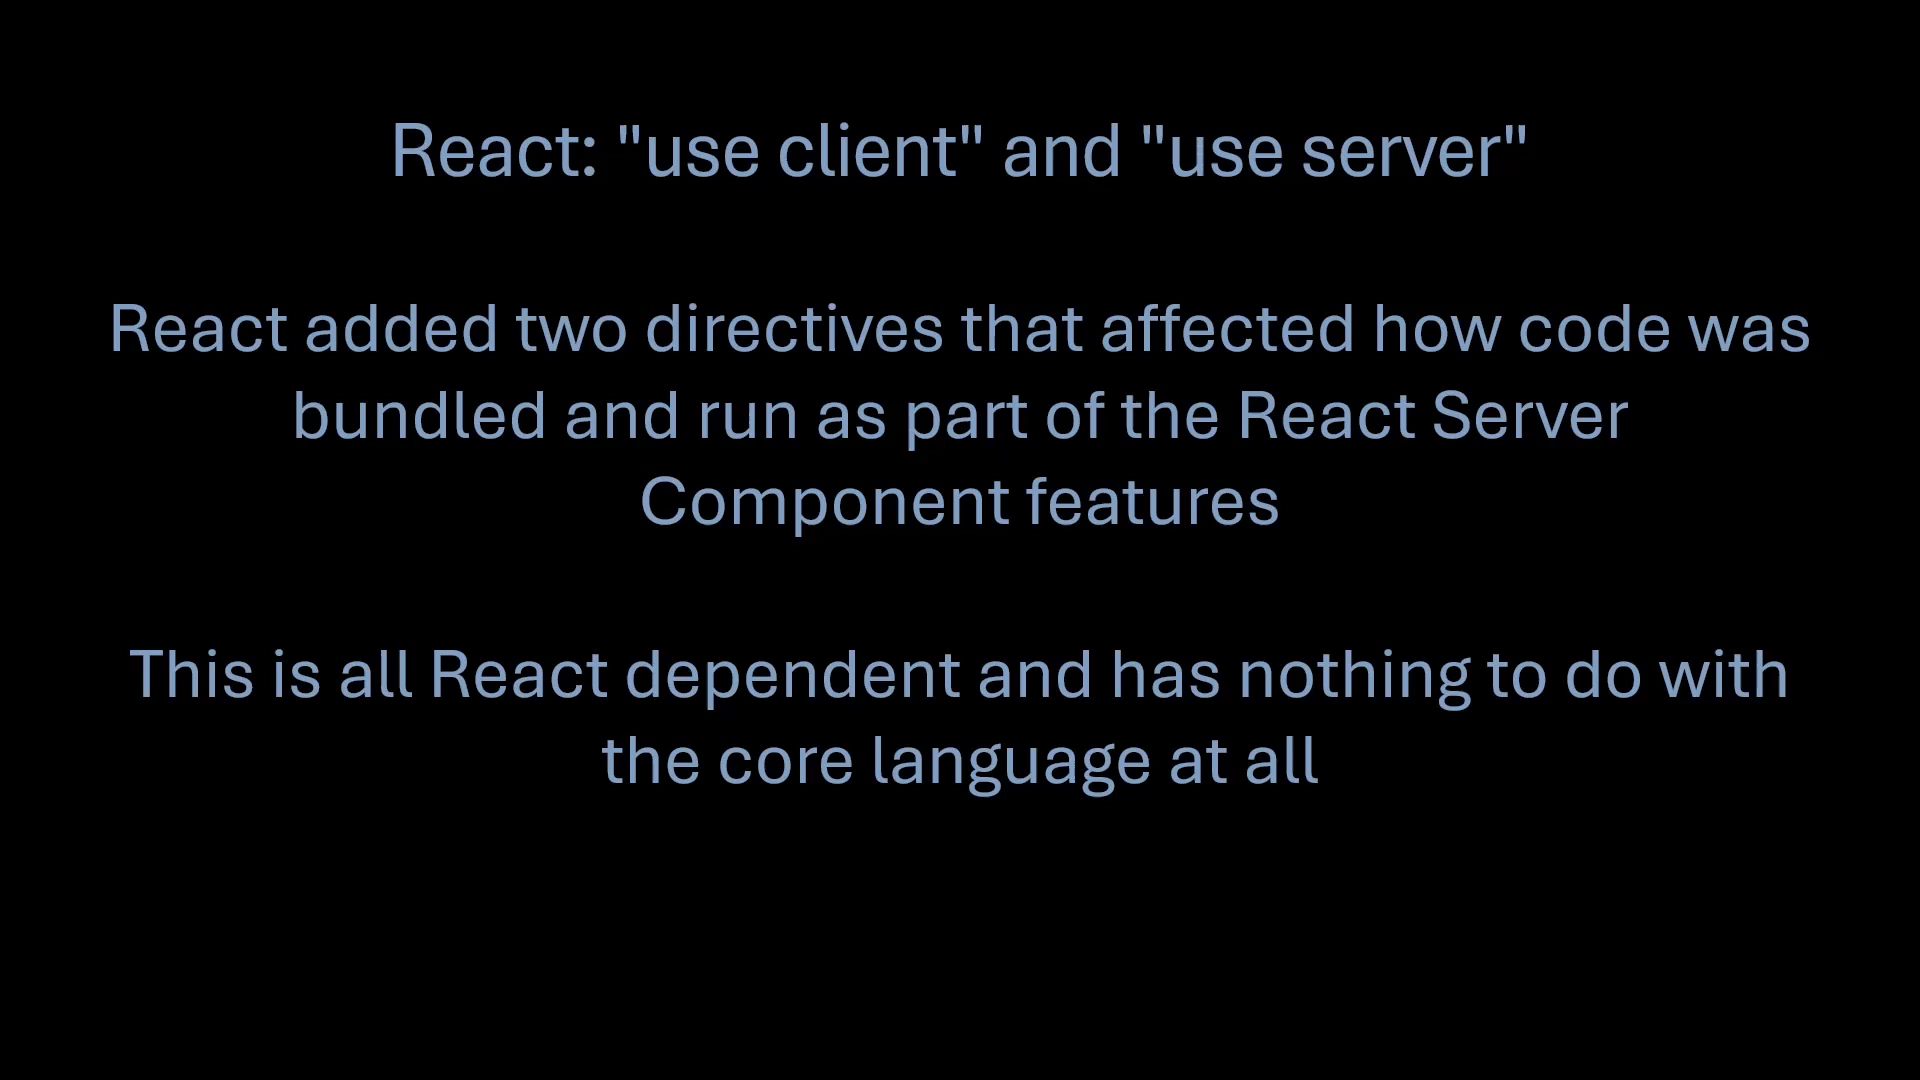 React: "use client" and "use server"
React added two directives that affected how code was
bundled and run as part of the React Server
Component features
This is all React dependent and has nothing to do with
the core language at all